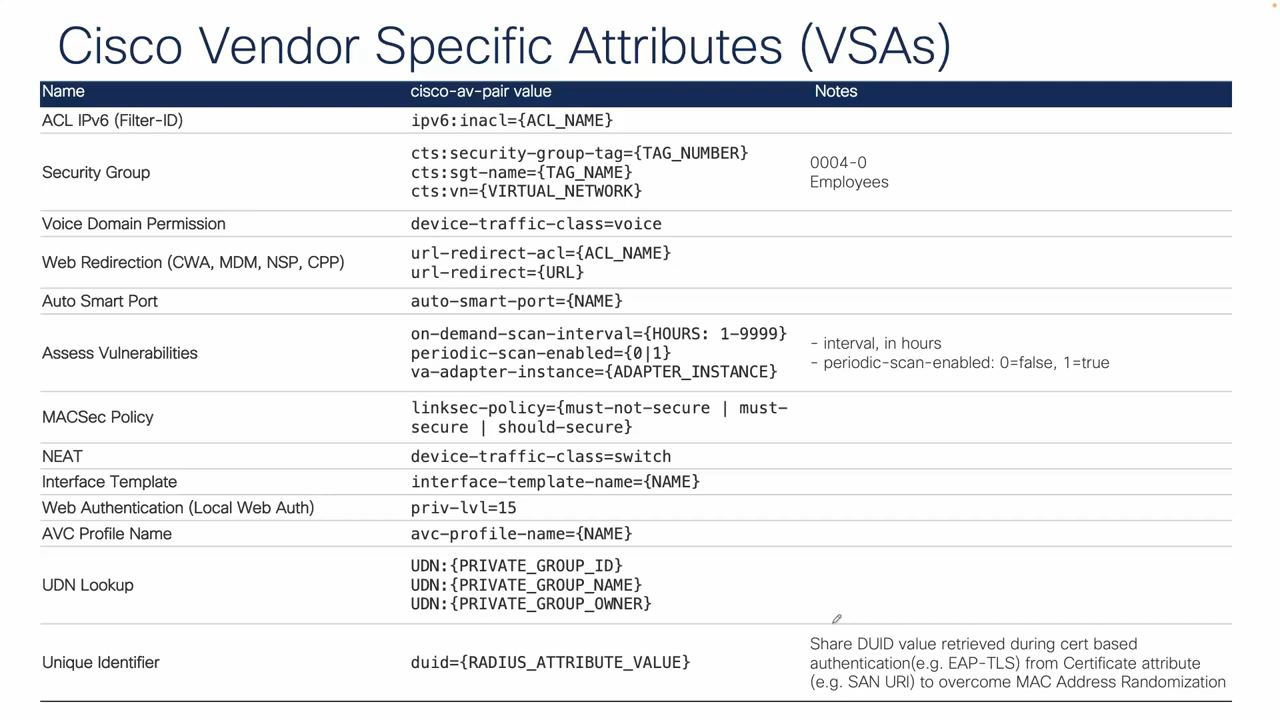 Cisco Vendor Specific Attributes (VSAs)
Name cisco-av-pair value Notes
ACL IPv6 (Filter-ID) ipv6:inacl={ACL_NAME}
Security Group
cts:security-group-tag={TAG_NUMBER}
cts:sgt-name={TAG_NAME}
cts:vn={VIRTUAL_NETWORK}
0004-0
Employees
Voice Domain Permission device-traffic-class=voice
Web Redirection (CWA, MDM, NSP, CPP)
url-redirect-acl={ACL_NAME}
url-redirect={URL}
Auto Smart Port auto-smart-port={NAME}
Assess Vulnerabilities
on-demand-scan-interval={HOURS: 1-9999}
periodic-scan-enabled={0|1}
va-adapter-instance={ADAPTER_INSTANCE}
- interval, in hours
- periodic-scan-enabled: 0=false, 1=true
MACSec Policy
linksec-policy={must-not-secure | must-
secure | should-secure}
NEAT device-traffic-class=switch
Interface Template interface-template-name={NAME}
Web Authentication (Local Web Auth) priv-lvl=15
AVC Profile Name avc-profile-name={NAME}
UDN Lookup
UDN:{PRIVATE_GROUP_ID}
UDN:{PRIVATE_GROUP_NAME}
UDN:{PRIVATE_GROUP_OWNER}
Unique Identifier duid={RADIUS_ATTRIBUTE_VALUE}
Share DUID value retrieved during cert based
authentication(e.g. EAP-TLS) from Certificate attribute
(e.g. SAN URI) to overcome MAC Address Randomization